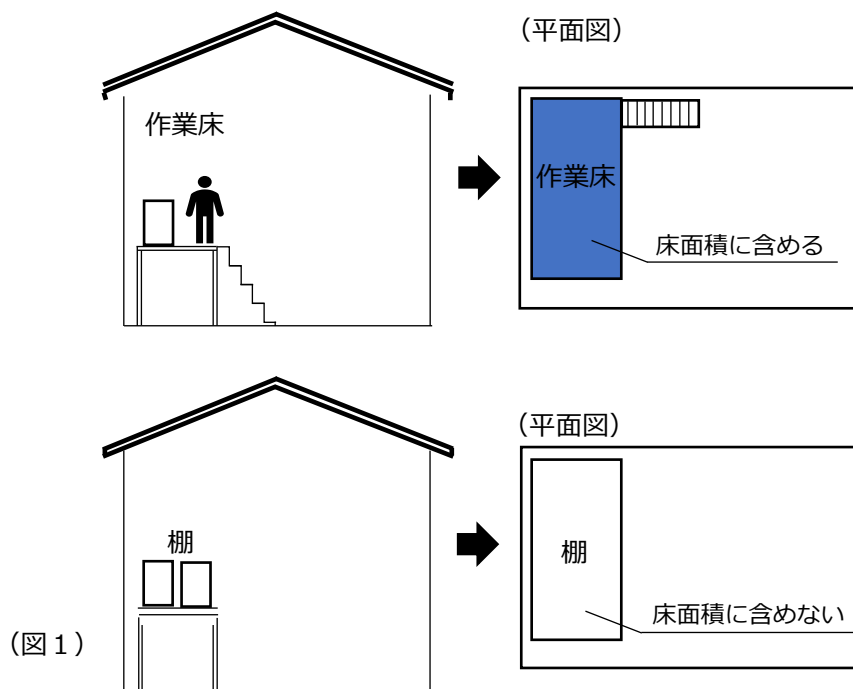 （平面図）
作業床
作業床
床面積に含める
（平面図）
棚
棚
床面積に含めない
（図１）